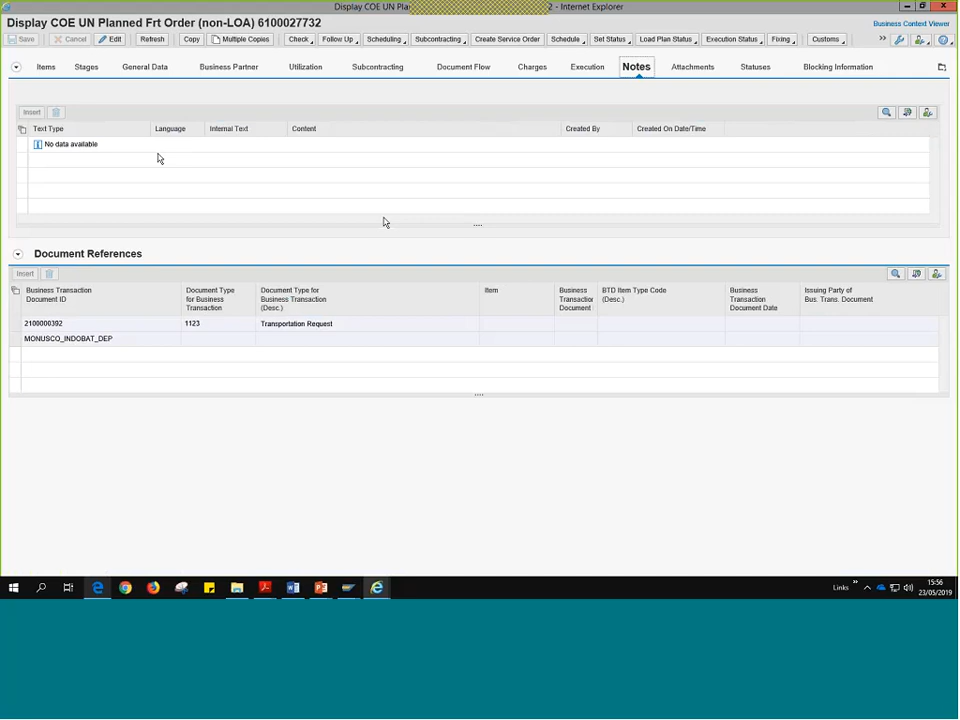 Display COE UN Pla 2 - Internet Explorer
Display COE UN Planned Frt Order (non-LOA) 6100027732
Business Context Viewer
Save Cancel Edit Refresh Copy Multiple Copies Check Follow Up Scheduling Subcontracting Create Service Order Schedule Set Status Load Plan Status Execution Status Fixing Customs
Items Stages General Data Business Partner Utilization Subcontracting Document Flow Charges Execution Notes Attachments Statuses Blocking Information
Insert
Text Type Language Internal Text Content Created By Created On Date/Time
No data available
Document References
Insert
Business Transaction Document ID
Document Type for Business Transaction
Document Type for Business Transaction (Desc.)
Item
Business Transaction Document
BTD Item Type Code (Desc.)
Business Transaction Document Date
Issuing Party of Bus. Trans. Document
2100000392 1123 Transportation Request
MONUSCO_INDOBAT_DEP
Links
15:56
23/05/2019